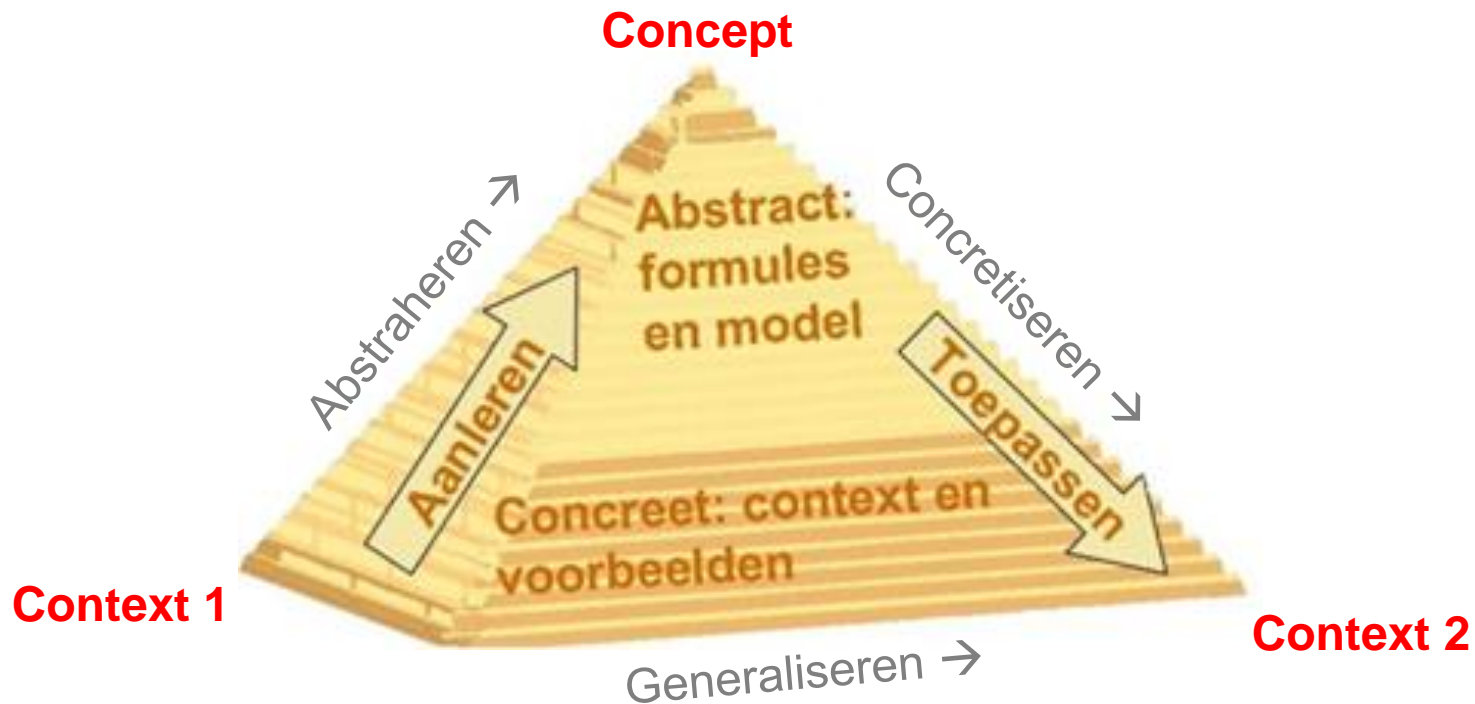 Concept
Abstraheren →
Concretiseren →
Abstract:
formules
en model
Aanleren
Toepassen
Concreet: context en
voorbeelden
Context 1
Context 2
Generaliseren →